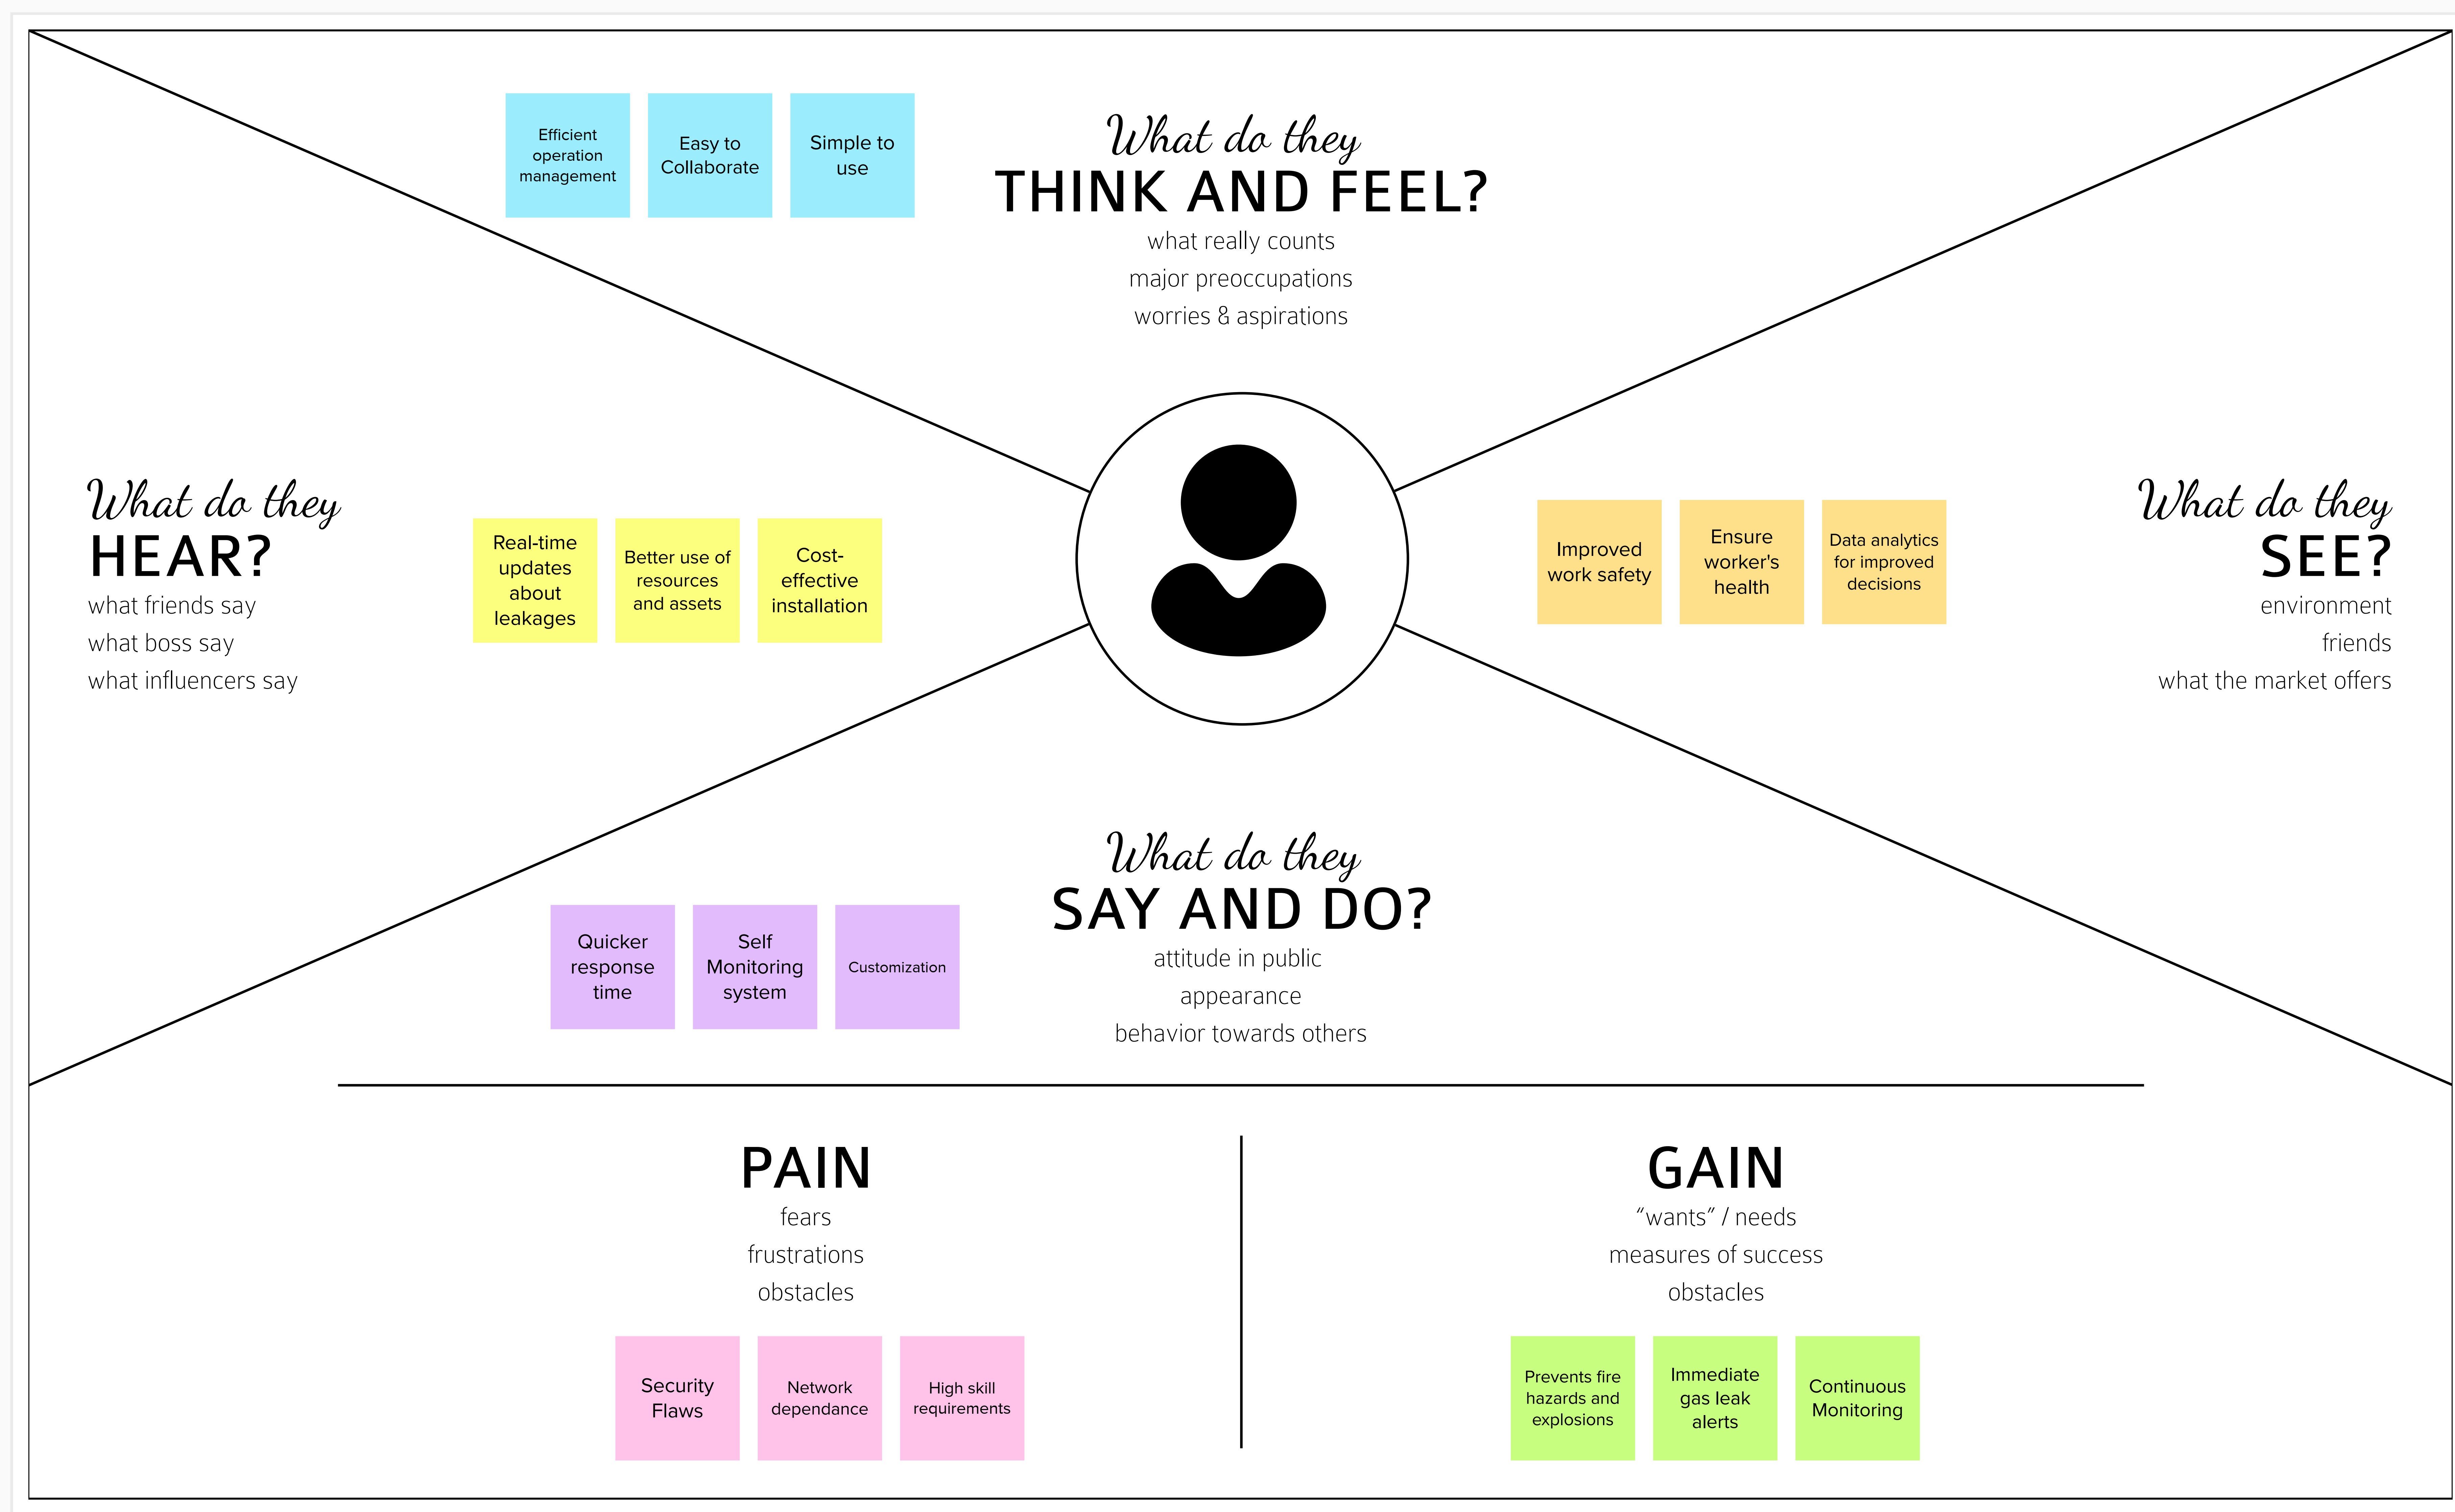 Efficient
operation
management
Easy to
Collaborate
Simple to
use
What do they
THINK AND FEEL?
what really counts
major preoccupations
worries & aspirations
What do they
HEAR?
what friends say
what boss say
what influencers say
Real-time
updates
about
leakages
Better use of
resources
and assets
Cost-
effective
installation
Improved
work safety
Ensure
worker's
health
Data analytics
for improved
decisions
What do they
SEE?
environment
friends
what the market offers
What do they
SAY AND DO?
attitude in public
appearance
behavior towards others
Quicker
response
time
Self
Monitoring
system
Customization
PAIN
fears
frustrations
obstacles
Security
Flaws
Network
dependance
High skill
requirements
GAIN
“wants” / needs
measures of success
obstacles
Prevents fire
hazards and
explosions
Immediate
gas leak
alerts
Continuous
Monitoring